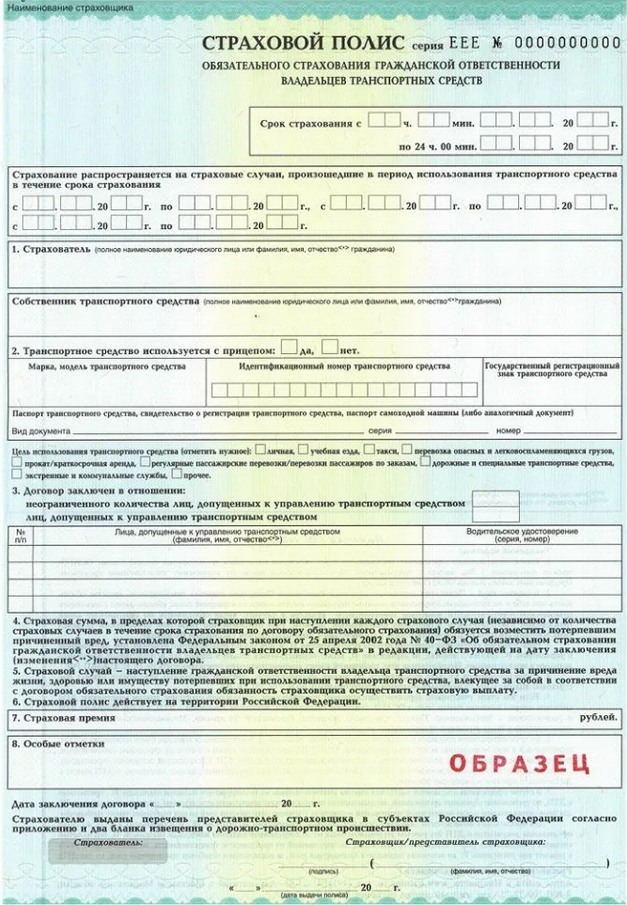 Наименование страховщика
СТРАХОВОЙ ПОЛИС серия ЕЕЕ № 0000000000
ОБЯЗАТЕЛЬНОГО СТРАХОВАНИЯ ГРАЖДАНСКОЙ ОТВЕТСТВЕННОСТИ
ВЛАДЕЛЬЦЕВ ТРАНСПОРТНЫХ СРЕДСТВ
Срок страхования с ч. мин. . . 20 г.
по 24 ч. 00 мин. . . 20 г.
Страхование распространяется на страховые случаи, произошедшие в период использования транспортного средства
в течение срока страхования
с . . 20 г. по . . 20 г., с . . 20 г. по . . 20 г.,
с . . 20 г. по . . 20 г.
1. Страхователь (полное наименование юридического лица или фамилия, имя, отчество<*> гражданина)
Собственник транспортного средства (полное наименование юридического лица или фамилия, имя, отчество<*>гражданина)
2. Транспортное средство используется с прицепом: да, нет.
Марка, модель транспортного средства Идентификационный номер транспортного средства Государственный регистрационный
знак транспортного средства
Паспорт транспортного средства, свидетельство о регистрации транспортного средства, паспорт самоходной машины (либо аналогичный документ)
Вид документа серия номер
Цель использования транспортного средства (отметить нужное): личная, учебная езда, такси, перевозка опасных и легковоспламеняющихся грузов,
прокат/краткосрочная аренда, регулярные пассажирские перевозки/перевозки пассажиров по заказам, дорожные и специальные транспортные средства,
экстренные и коммунальные службы, прочее.
3. Договор заключен в отношении:
неограниченного количества лиц, допущенных к управлению транспортным средством
лиц, допущенных к управлению транспортным средством
№ Лица, допущенные к управлению транспортным средством Водительское удостоверение
п/п (фамилия, имя, отчество<*>) (серия, номер)
4. Страховая сумма, в пределах которой страховщик при наступлении каждого страхового случая (независимо от количества
страховых случаев в течение срока страхования по договору обязательного страхования) обязуется возместить потерпевшим
причиненный вред, установлена Федеральным законом от 25 апреля 2002 года № 40-ФЗ «Об обязательном страховании
гражданской ответственности владельцев транспортных средств» в редакции, действующей на дату заключения
(изменения<**>)настоящего договора.
5. Страховой случай – наступление гражданской ответственности владельца транспортного средства за причинение вреда
жизни, здоровью или имуществу потерпевших при использовании транспортного средства, влекущее за собой в соответствии
с договором обязательного страхования обязанность страховщика осуществить страховую выплату.
6. Страховой полис действует на территории Российской Федерации.
7. Страховая премия рублей.
8. Особые отметки
ОБРАЗЕЦ
Дата заключения договора « » 20 г.
Страхователю выданы перечень представителей страховщика в субъектах Российской Федерации согласно
приложению и два бланка извещения о дорожно-транспортном происшествии.
Страхователь: Страховщик/представитель страховщика:
( )
(подпись) (фамилия, имя, отчество)
« » 20 г.
(дата выдачи полиса)